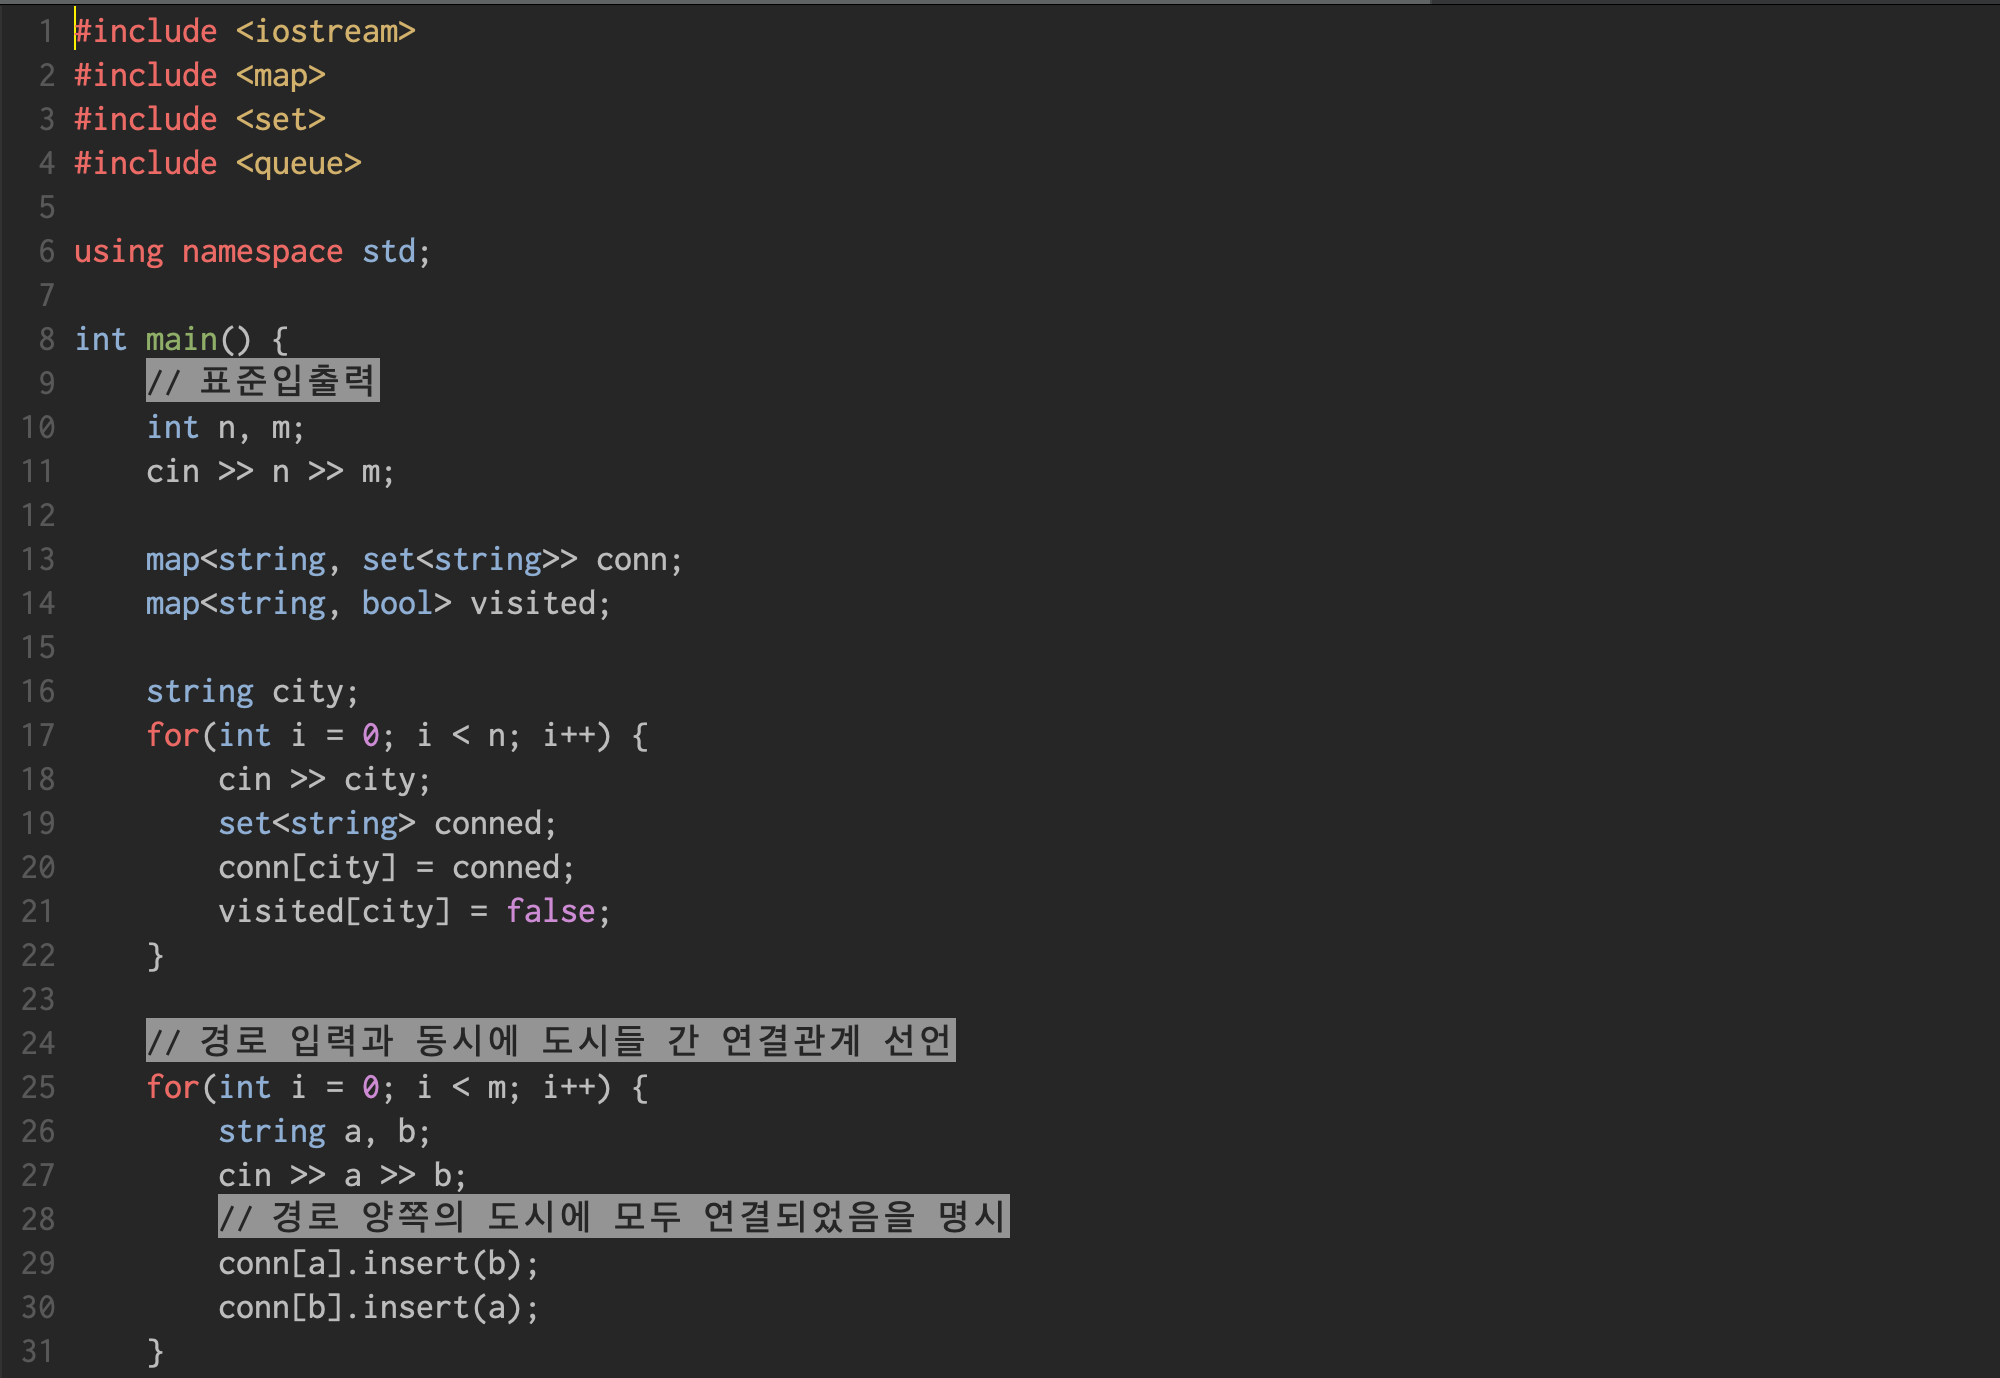 1 #include <iostream>
2 #include <map>
3 #include <set>
4 #include <queue>
5
6 using namespace std;
7
8 int main() {
9     // 표준입출력
10     int n, m;
11     cin >> n >> m;
12
13     map<string, set<string>> conn;
14     map<string, bool> visited;
15
16     string city;
17     for(int i = 0; i < n; i++) {
18         cin >> city;
19         set<string> conned;
20         conn[city] = conned;
21         visited[city] = false;
22     }
23
24     // 경로 입력과 동시에 도시들 간 연결관계 선언
25     for(int i = 0; i < m; i++) {
26         string a, b;
27         cin >> a >> b;
28         // 경로 양쪽의 도시에 모두 연결되었음을 명시
29         conn[a].insert(b);
30         conn[b].insert(a);
31     }